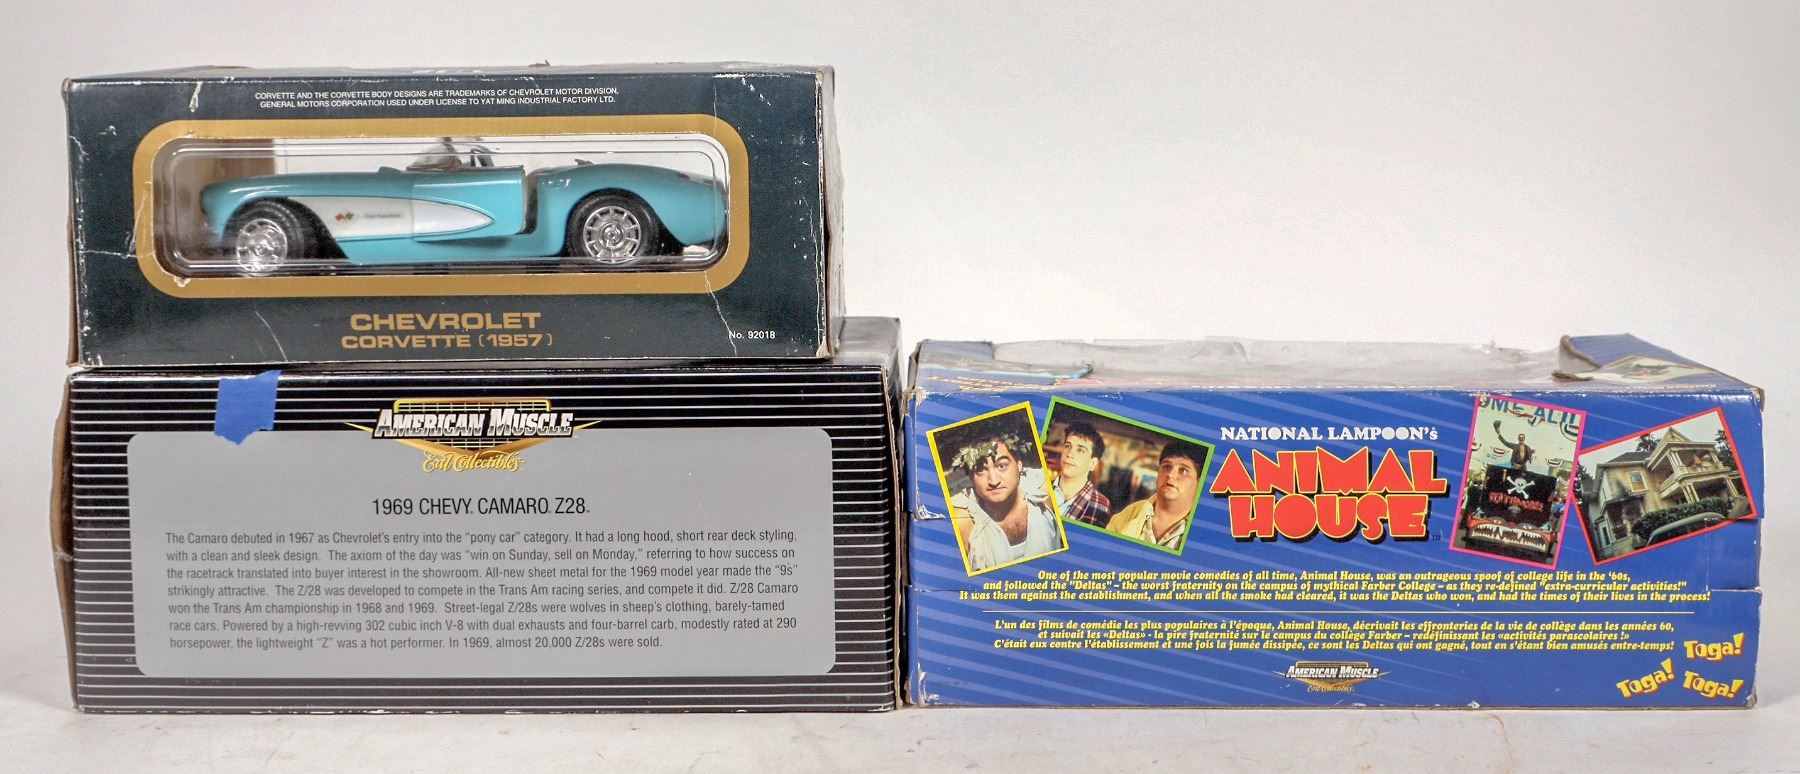 CORVETTE AND THE CORVETTE BODY DESIGNS ARE TRADEMARKS OF CHEVROLET MOTOR DIVISION,
GENERAL MOTORS CORPORATION USED UNDER LICENSE TO YAT MING INDUSTRIAL FACTORY LTD.
CHEVROLET
CORVETTE (1957)
No. 92018
AMERICAN MUSCLE
Ertl Collectibles
1969 CHEVY CAMARO Z28
The Camaro debuted in 1967 as Chevrolet's entry into the "pony car" category. It had a long hood, short rear deck styling,
with a clean and sleek design. The axiom of the day was "win on Sunday, sell on Monday," referring to how success on
the racetrack translated into buyer interest in the showroom. All-new sheet metal for the 1969 model year made the "9s"
strikingly attractive. The Z/28 was developed to compete in the Trans Am racing series, and compete it did. Z/28 Camaro
won the Trans Am championship in 1968 and 1969. Street-legal Z/28s were wolves in sheep's clothing, barely-tamed
race cars. Powered by a high-revving 302 cubic inch V-8 with dual exhausts and four-barrel carb, modestly rated at 290
horsepower, the lightweight "Z" was a hot performer. In 1969, almost 20,000 Z/28s were sold.
NATIONAL LAMPOON's
ANIMAL
HOUSE
TM
One of the most popular movie comedies of all time, Animal House, was an outrageous spoof of college life in the '60s,
and followed the "Deltas" - the worst fraternity on the campus of mythical Farber College - as they re-defined "extra-curricular activities!"
It was them against the establishment, and when all the smoke had cleared, it was the Deltas who won, and had the times of their lives in the process!
L'un des films de comédie les plus populaires à l'époque, Animal House, décrivait les effronteries de la vie de collège dans les années 60,
et suivait les «Deltas» - la pire fraternité sur le campus du collège Farber - redéfinissant les «activités parascolaires !»
C'était eux contre l'établissement et une fois la fumée dissipée, ce sont les Deltas qui ont gagné, tout en s'étant bien amusés entre-temps!
Toga!
Toga!
Toga!
AMERICAN MUSCLE
Ertl Collectibles